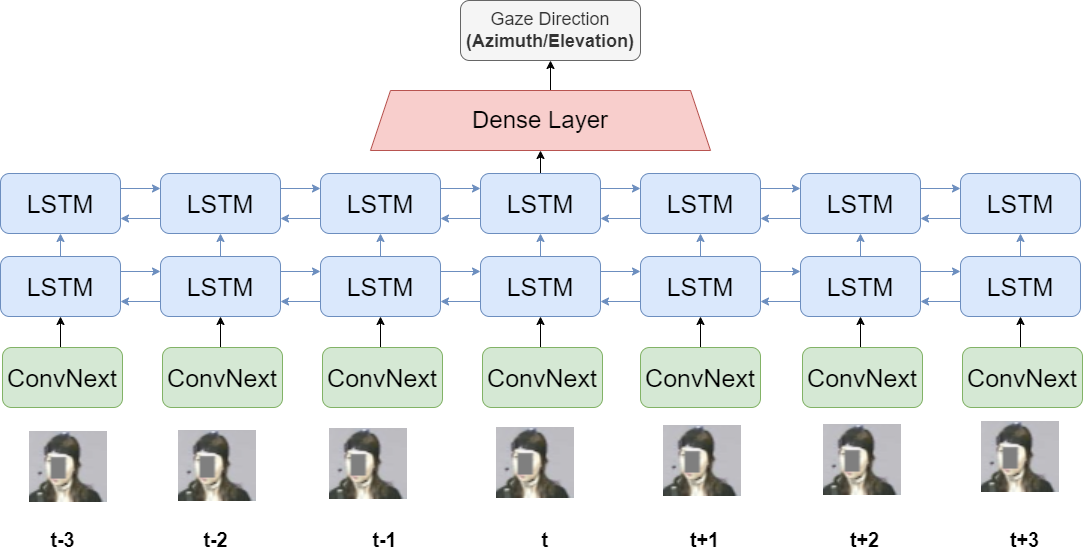 Gaze Direction
(Azimuth/Elevation)
Dense Layer
LSTM LSTM LSTM LSTM LSTM LSTM LSTM
LSTM LSTM LSTM LSTM LSTM LSTM LSTM
ConvNext ConvNext ConvNext ConvNext ConvNext ConvNext ConvNext
t-3 t-2 t-1 t t+1 t+2 t+3